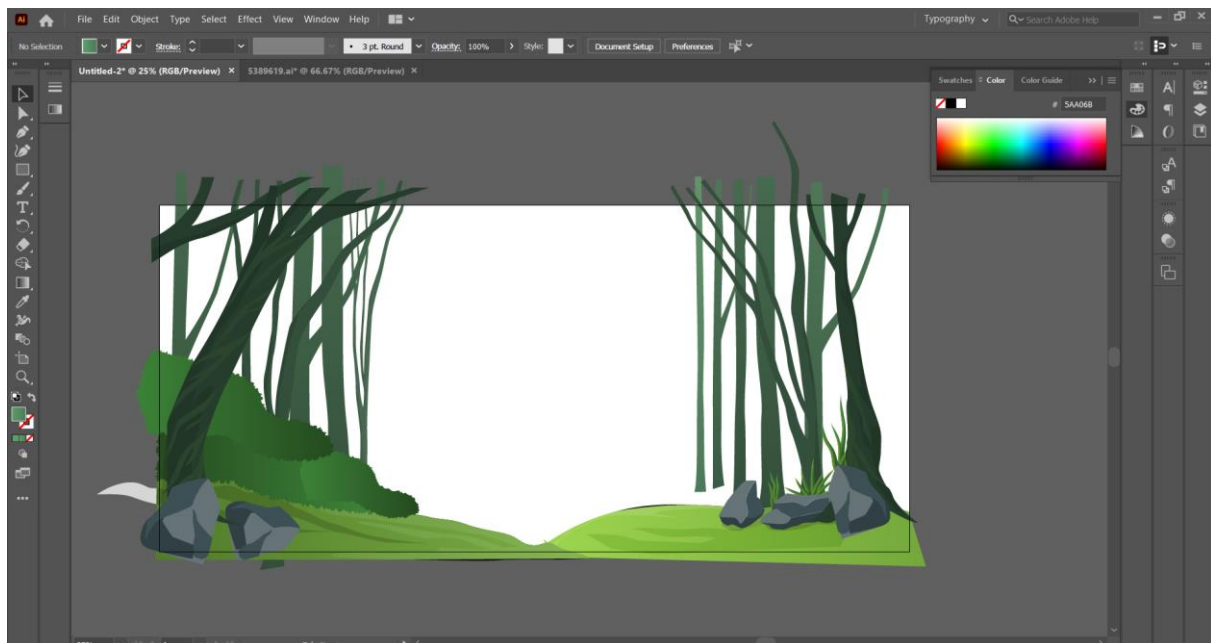 Ai File Edit Object Type Select Effect View Window Help Typography Search Adobe Help
No Selection Stroke: 3 pt. Round Opacity: 100% Style: Document Setup Preferences
Untitled-2* @ 25% (RGB/Preview) × 5389619.ai* @ 66.67% (RGB/Preview) ×
Swatches Color Color Guide
# 5AA06B